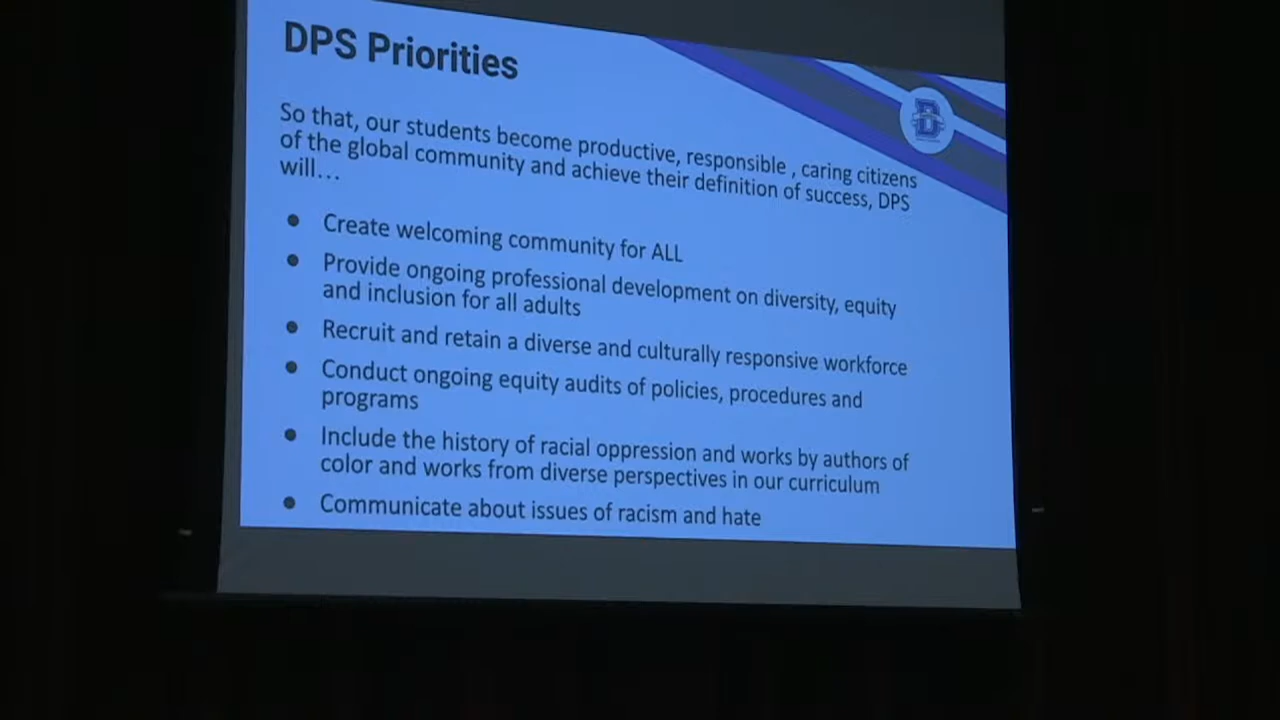 DPS Priorities
So that, our students become productive, responsible , caring citizens
of the global community and achieve their definition of success, DPS
will...
● Create welcoming community for ALL
● Provide ongoing professional development on diversity, equity
and inclusion for all adults
● Recruit and retain a diverse and culturally responsive workforce
● Conduct ongoing equity audits of policies, procedures and
programs
● Include the history of racial oppression and works by authors of
color and works from diverse perspectives in our curriculum
● Communicate about issues of racism and hate
D